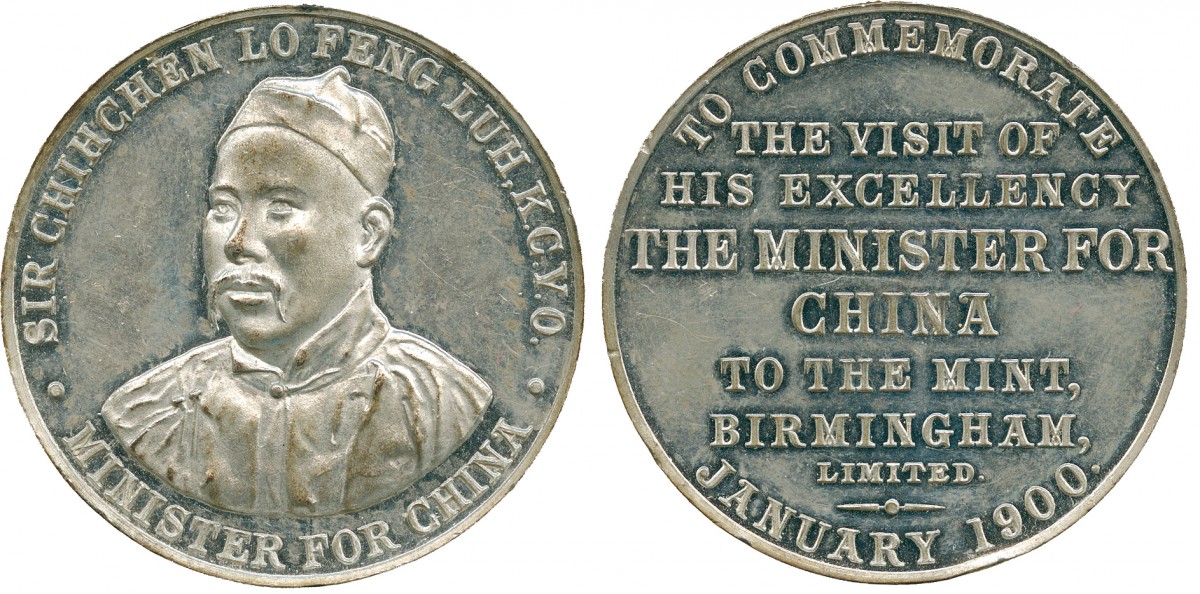 SIR CHIHCHEN LO FENG LUH, K.C.V.O.
MINISTER FOR CHINA
TO COMMEMORATE
THE VISIT OF
HIS EXCELLENCY
THE MINISTER FOR
CHINA
TO THE MINT,
BIRMINGHAM,
LIMITED.
JANUARY 1900.